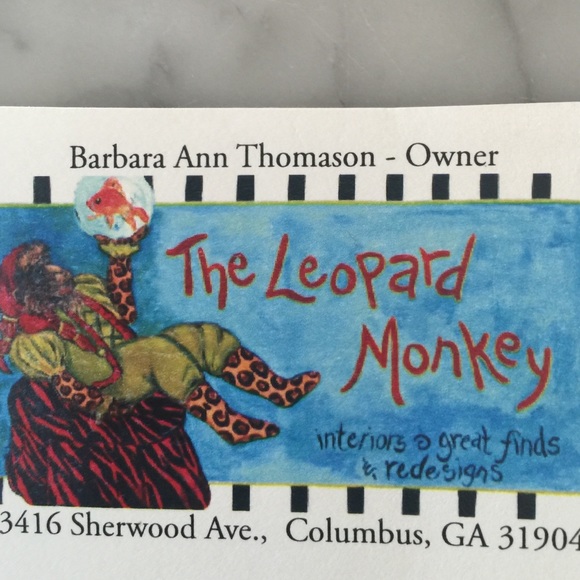 Barbara Ann Thomason - Owner
The Leopard
Monkey
interiors great finds
& redesigns
3416 Sherwood Ave., Columbus, GA 31904